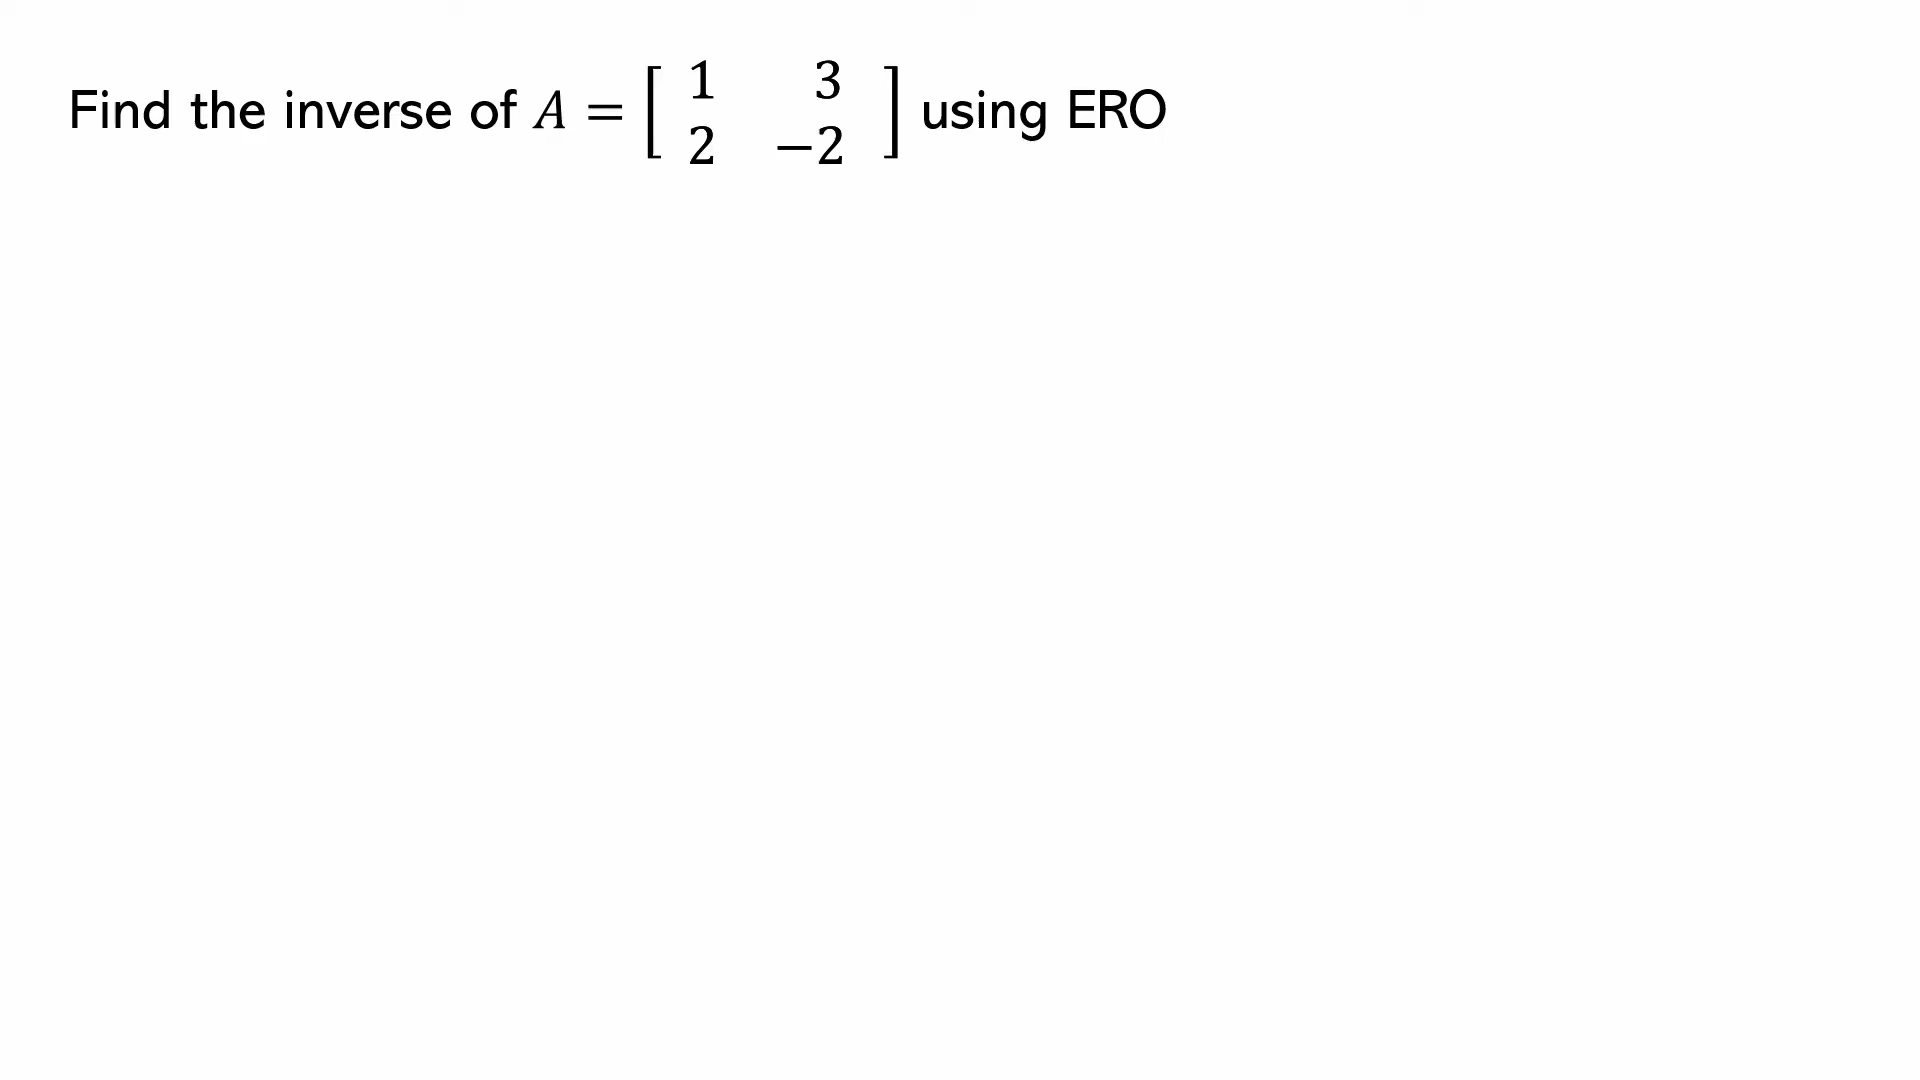 Find the inverse of A = [ 1 3 ; 2 −2 ] using ERO